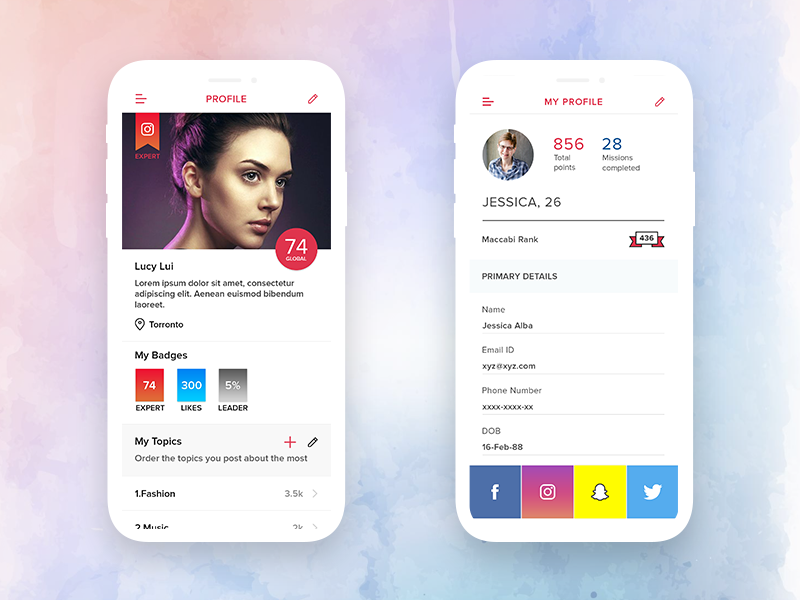 PROFILE
EXPERT
74
GLOBAL
Lucy Lui
Lorem ipsum dolor sit amet, consectetur
adipiscing elit. Aenean euismod bibendum
laoreet.
Torronto
My Badges
74
300
5%
EXPERT
LIKES
LEADER
My Topics
Order the topics you post about the most
1.Fashion
3.5k
2.Music
2k
MY PROFILE
856
Total
points
28
Missions
completed
JESSICA, 26
Maccabi Rank
436
PRIMARY DETAILS
Name
Jessica Alba
Email ID
xyz@xyz.com
Phone Number
xxxx-xxxx-xx
DOB
16-Feb-88